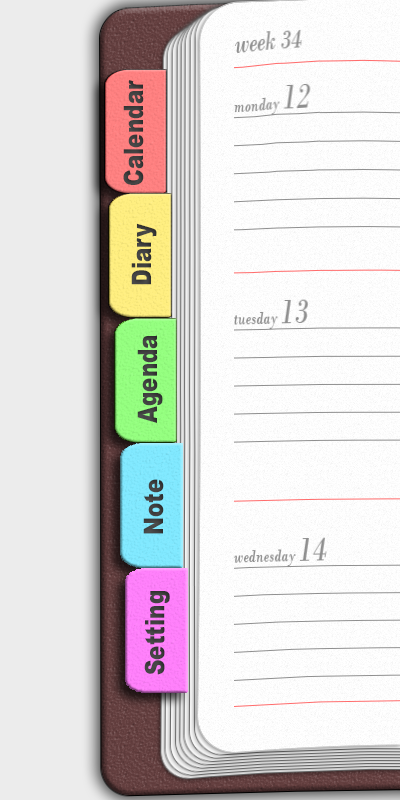 Calendar
Diary
Agenda
Note
Setting
week 34
monday 12
tuesday 13
wednesday 14